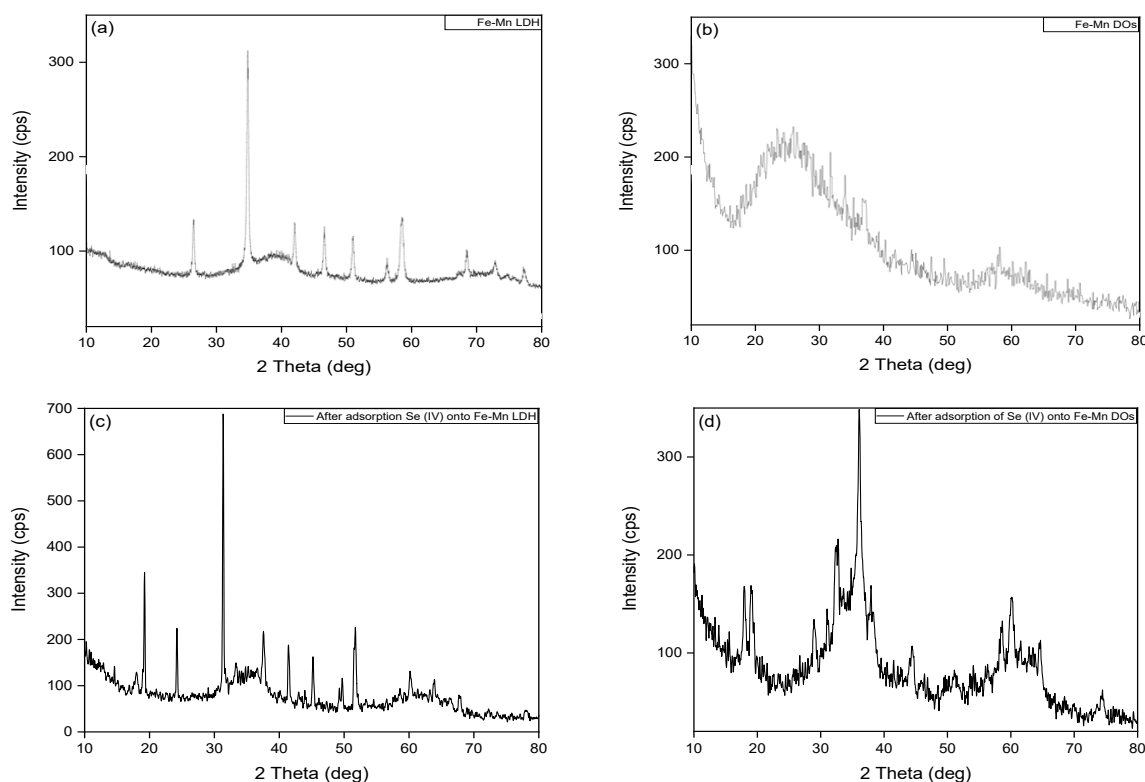 (a)
Fe-Mn LDH
300
200
100
Intensity (cps)
10 20 30 40 50 60 70 80
2 Theta (deg)
(b)
Fe-Mn DOs
300
200
100
Intensity (cps)
10 20 30 40 50 60 70 80
2 Theta (deg)
(c)
After adsorption Se (IV) onto Fe-Mn LDH
700
600
500
400
300
200
100
0
Intensity (cps)
10 20 30 40 50 60 70 80
2 Theta (deg)
(d)
After adsorption of Se (IV) onto Fe-Mn DOs
300
200
100
Intensity (cps)
10 20 30 40 50 60 70 80
2 Theta (deg)